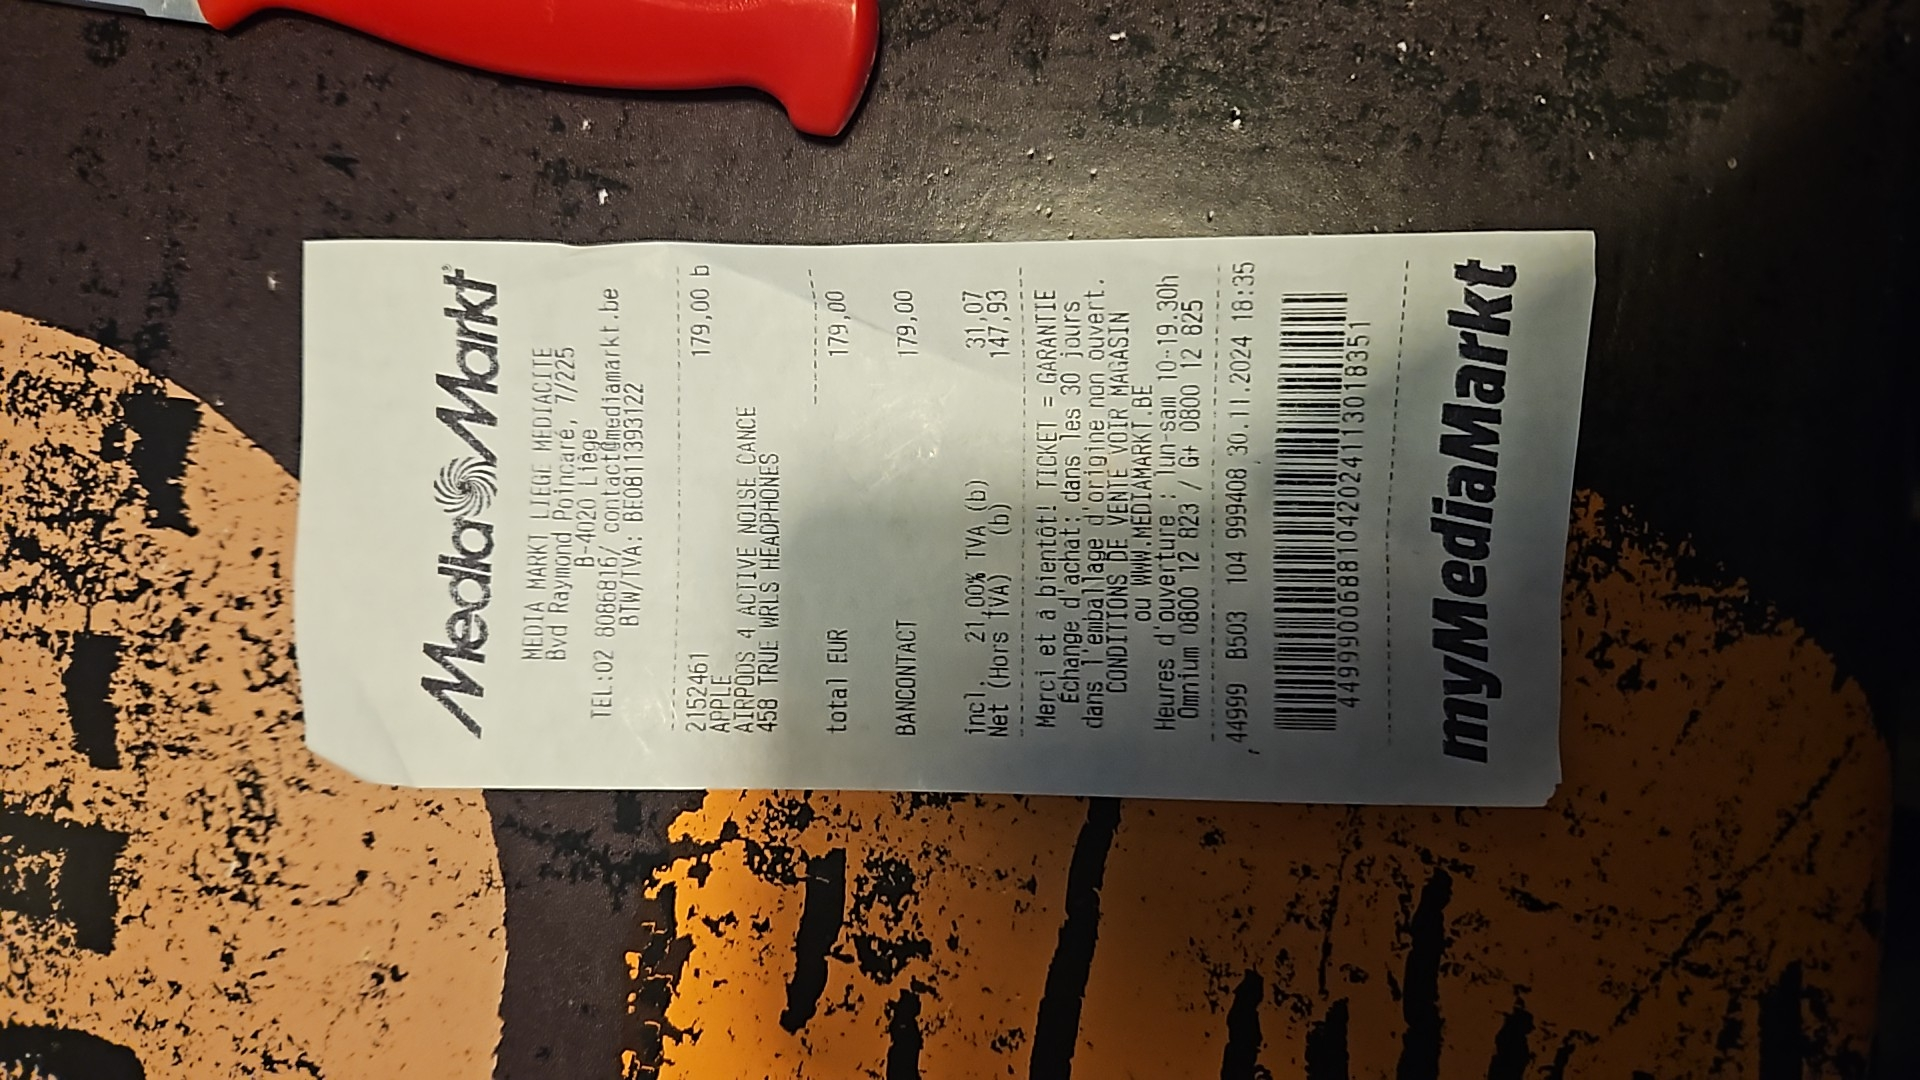 Media Markt®
MEDIA MARKT LIEGE MEDIACITE
Bvd Raymond Poincaré, 7/225
B-4020 Liège
TEL:02 8086816/ contact@mediamarkt.be
BTW/TVA: BE0811393122
2152461
APPLE
AIRPODS 4 ACTIVE NOISE CANCE
458 TRUE WRLS HEADPHONES
179,00 b
total EUR 179,00
BANCONTACT 179,00
incl. 21,00% TVA (b) 31,07
Net (Hors TVA) (b) 147,93
Merci et à bientôt! TICKET = GARANTIE
Échange d'achat: dans les 30 jours
dans l'emballage d'origine non ouvert.
CONDITIONS DE VENTE VOIR MAGASIN
ou WWW.MEDIAMARKT.BE
Heures d'ouverture : lun-sam 10-19.30h
Omnium 0800 12 823 / G+ 0800 12 825
44999 B503 104 999408 30.11.2024 18:35
449999006881042024113018351
myMediaMarkt